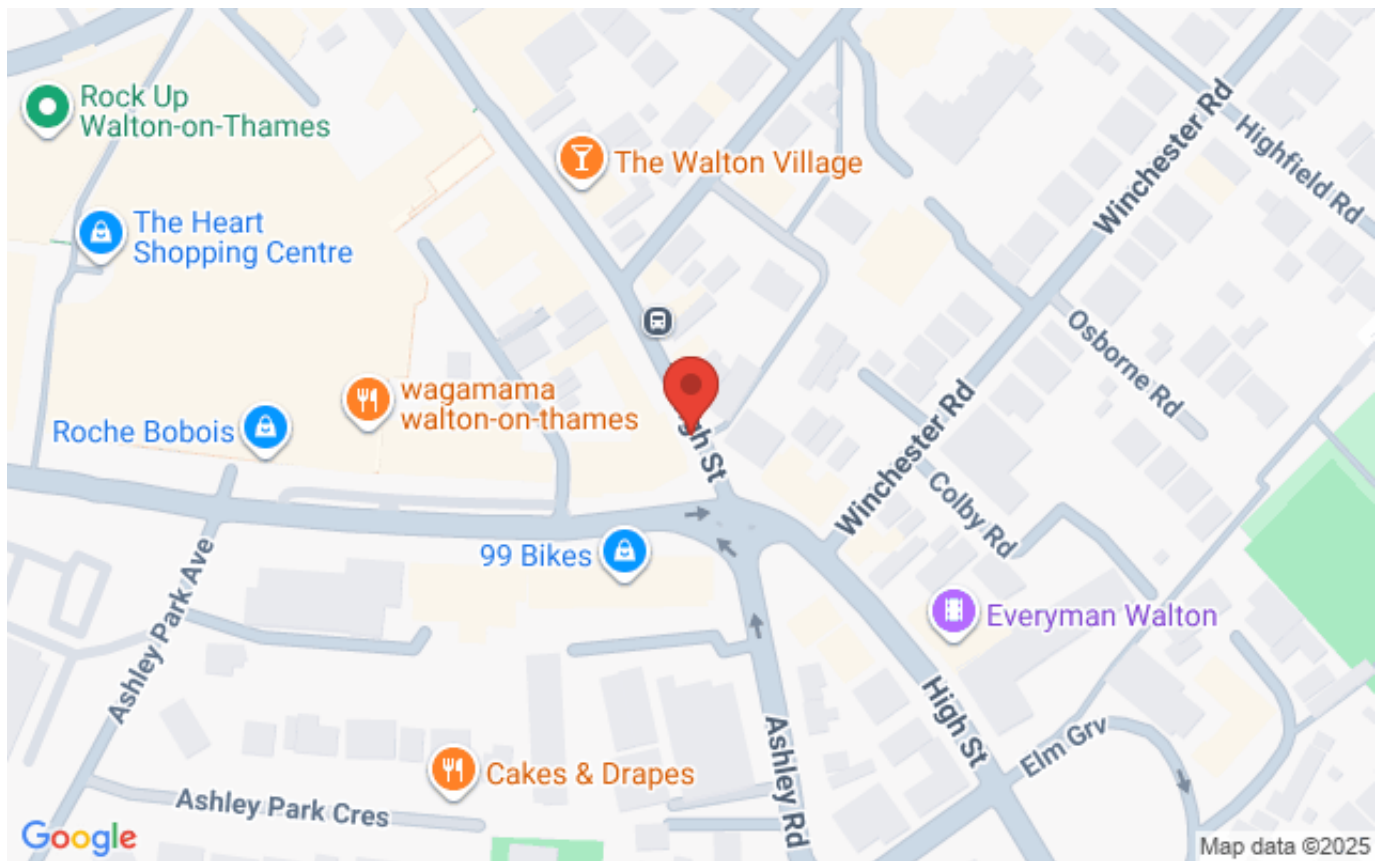 Rock Up
Walton-on-Thames
The Walton Village
Winchester Rd
Highfield Rd
The Heart
Shopping Centre
Osborne Rd
wagamama
walton-on-thames
Roche Bobois
High St
Winchester Rd
Colby Rd
99 Bikes
Ashley Park Ave
Everyman Walton
High St
Elm Grv
Ashley Rd
Cakes & Drapes
Ashley Park Cres
Google
Map data ©2025